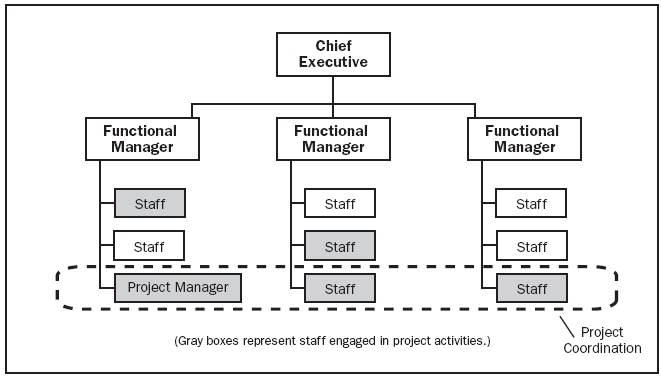 Chief
Executive
Functional
Manager
Functional
Manager
Functional
Manager
Staff
Staff
Staff
Staff
Staff
Staff
Project Manager
Staff
Staff
(Gray boxes represent staff engaged in project activities.)
Project
Coordination